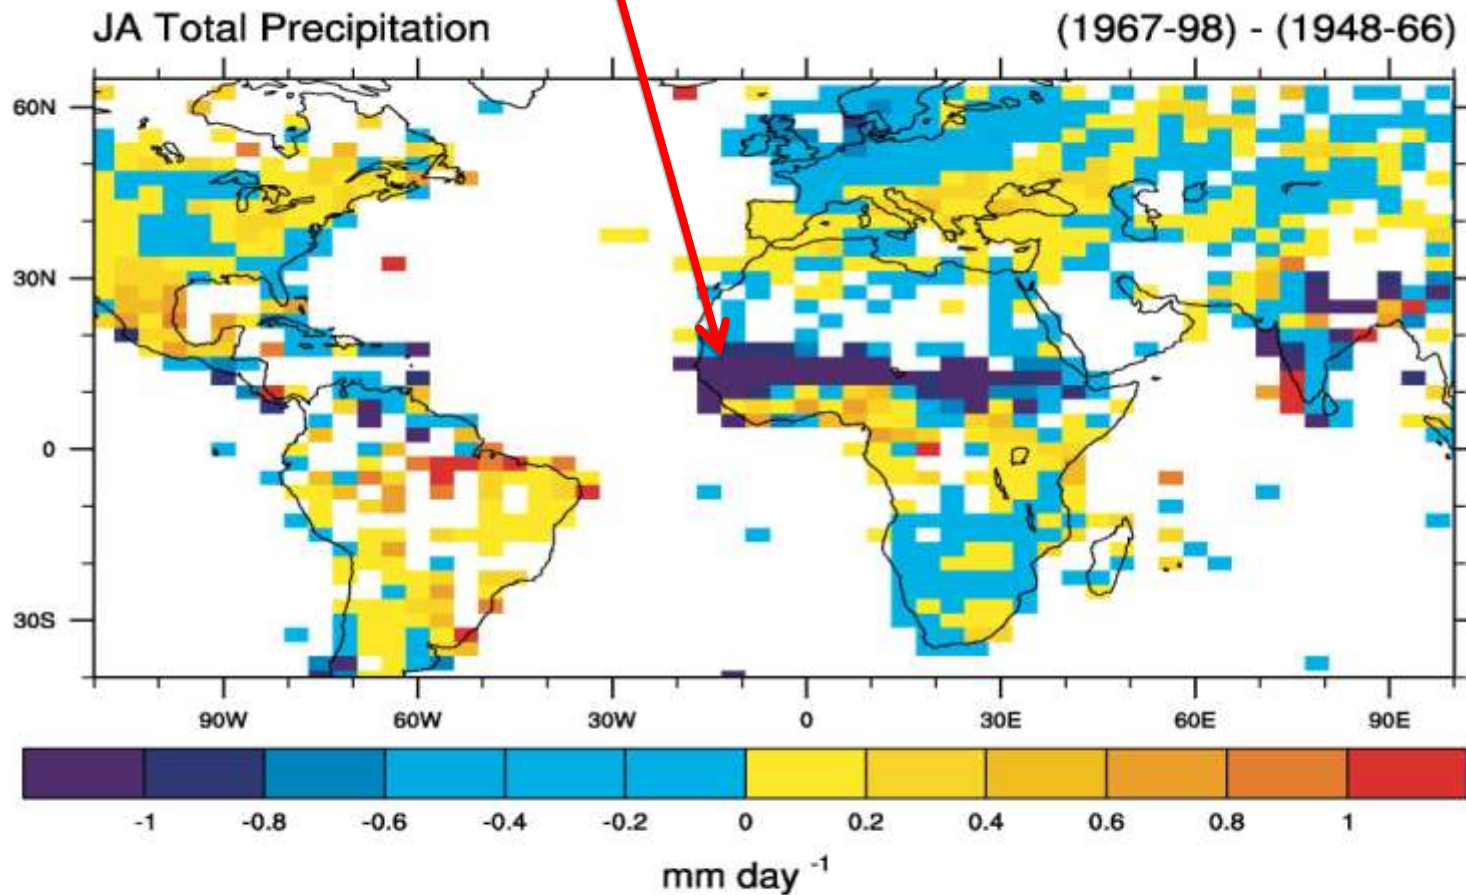 JA Total Precipitation (1967-98) - (1948-66)
60N
30N
0
30S
90W 60W 30W 0 30E 60E 90E
-1 -0.8 -0.6 -0.4 -0.2 0 0.2 0.4 0.6 0.8 1
mm day -1